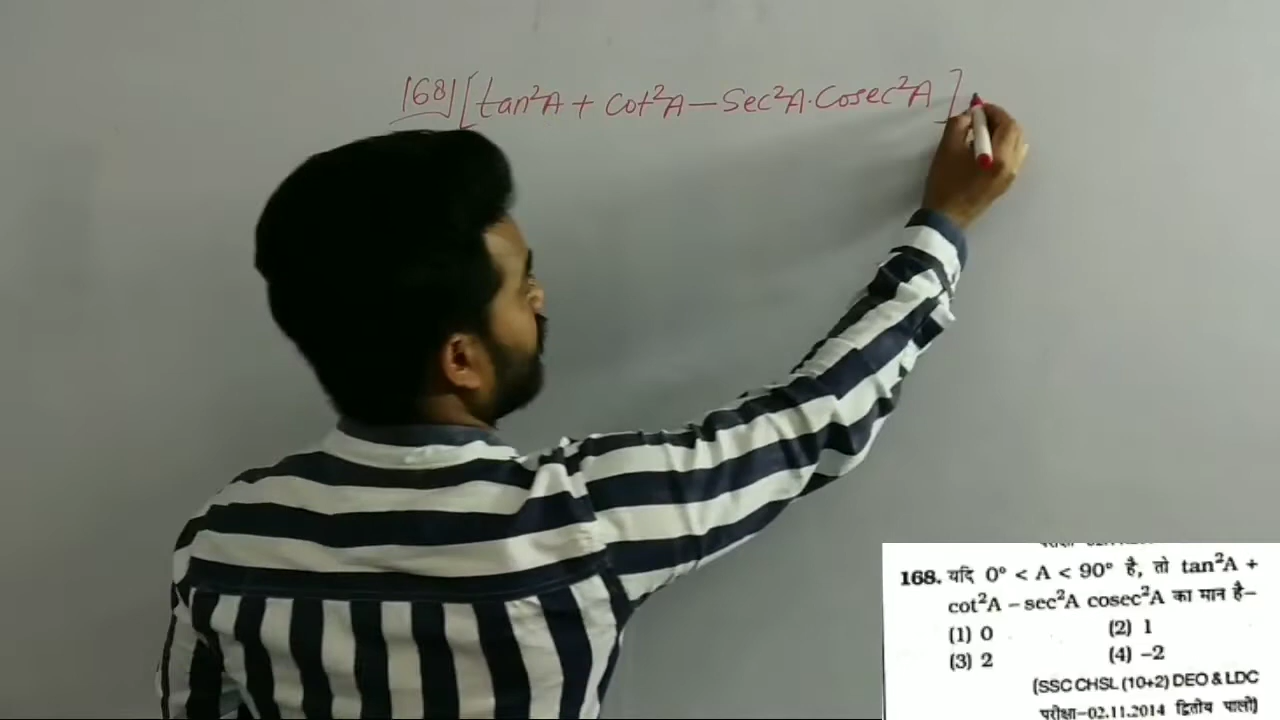 168] [tan²A + cot²A – Sec²A·Cosec²A]
168. यदि 0° < A < 90° है, तो tan²A +
cot²A – sec²A cosec²A का मान है–
(1) 0 (2) 1
(3) 2 (4) –2
(SSC CHSL (10+2) DEO & LDC
परीक्षा–02.11.2014 द्वितीय पाली)